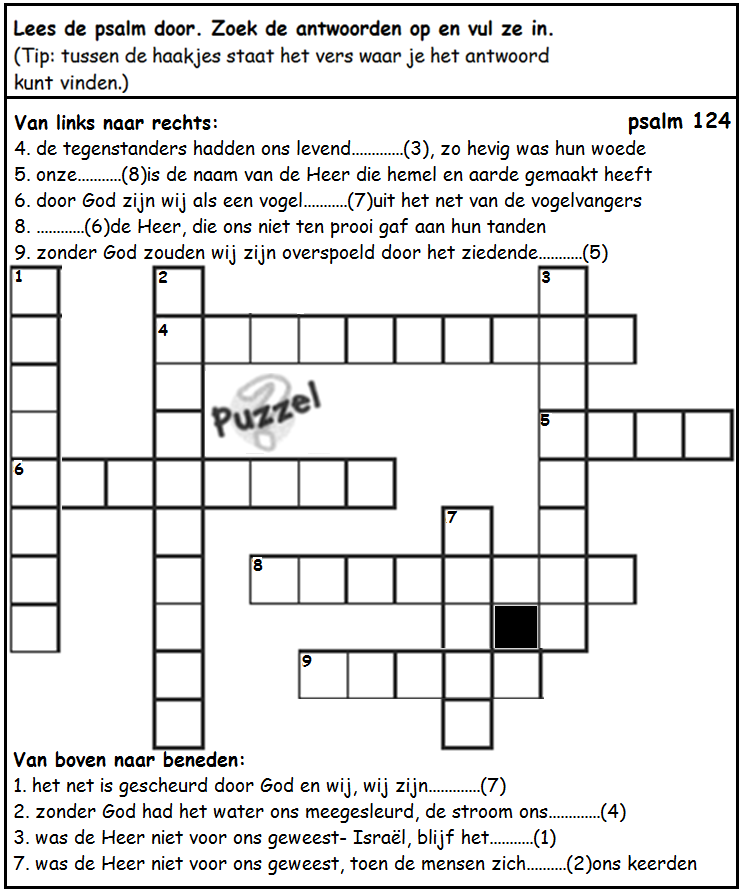 Lees de psalm door. Zoek de antwoorden op en vul ze in.
(Tip: tussen de haakjes staat het vers waar je het antwoord
kunt vinden.)
Van links naar rechts:
psalm 124
4. de tegenstanders hadden ons levend............(3), zo hevig was hun woede
5. onze..........(8)is de naam van de Heer die hemel en aarde gemaakt heeft
6. door God zijn wij als een vogel..........(7)uit het net van de vogelvangers
8. ...........(6)de Heer, die ons niet ten prooi gaf aan hun tanden
9. zonder God zouden wij zijn overspoeld door het ziedende..........(5)
1
2
3
4
Puzzel
5
6
7
8
9
Van boven naar beneden:
1. het net is gescheurd door God en wij, wij zijn............(7)
2. zonder God had het water ons meegesleurd, de stroom ons............(4)
3. was de Heer niet voor ons geweest- Israël, blijf het..........(1)
7. was de Heer niet voor ons geweest, toen de mensen zich.........(2)ons keerden